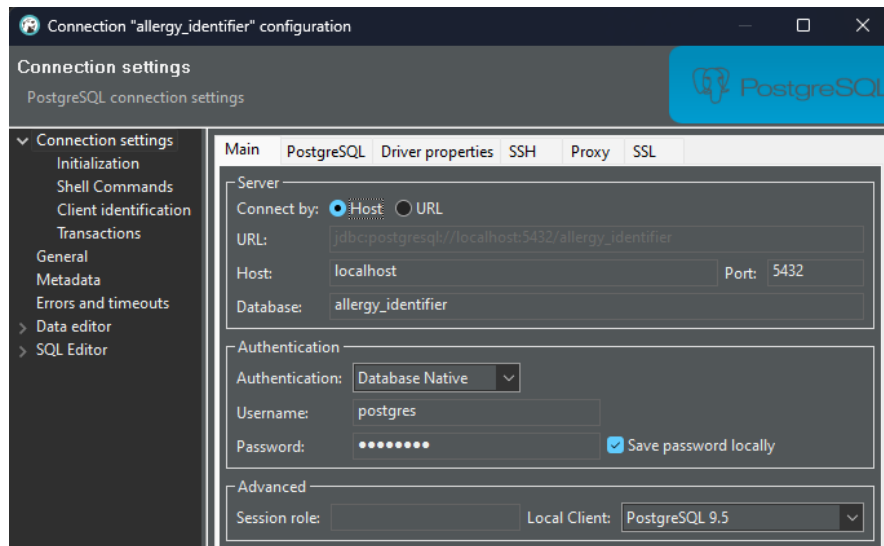 Connection "allergy_identifier" configuration
Connection settings
PostgreSQL connection settings
PostgreSQL
Connection settings
Initialization
Shell Commands
Client identification
Transactions
General
Metadata
Errors and timeouts
Data editor
SQL Editor
Main PostgreSQL Driver properties SSH Proxy SSL
Server
Connect by: Host URL
URL: jdbc:postgresql://localhost:5432/allergy_identifier
Host: localhost Port: 5432
Database: allergy_identifier
Authentication
Authentication: Database Native
Username: postgres
Password: •••••••• Save password locally
Advanced
Session role: Local Client: PostgreSQL 9.5